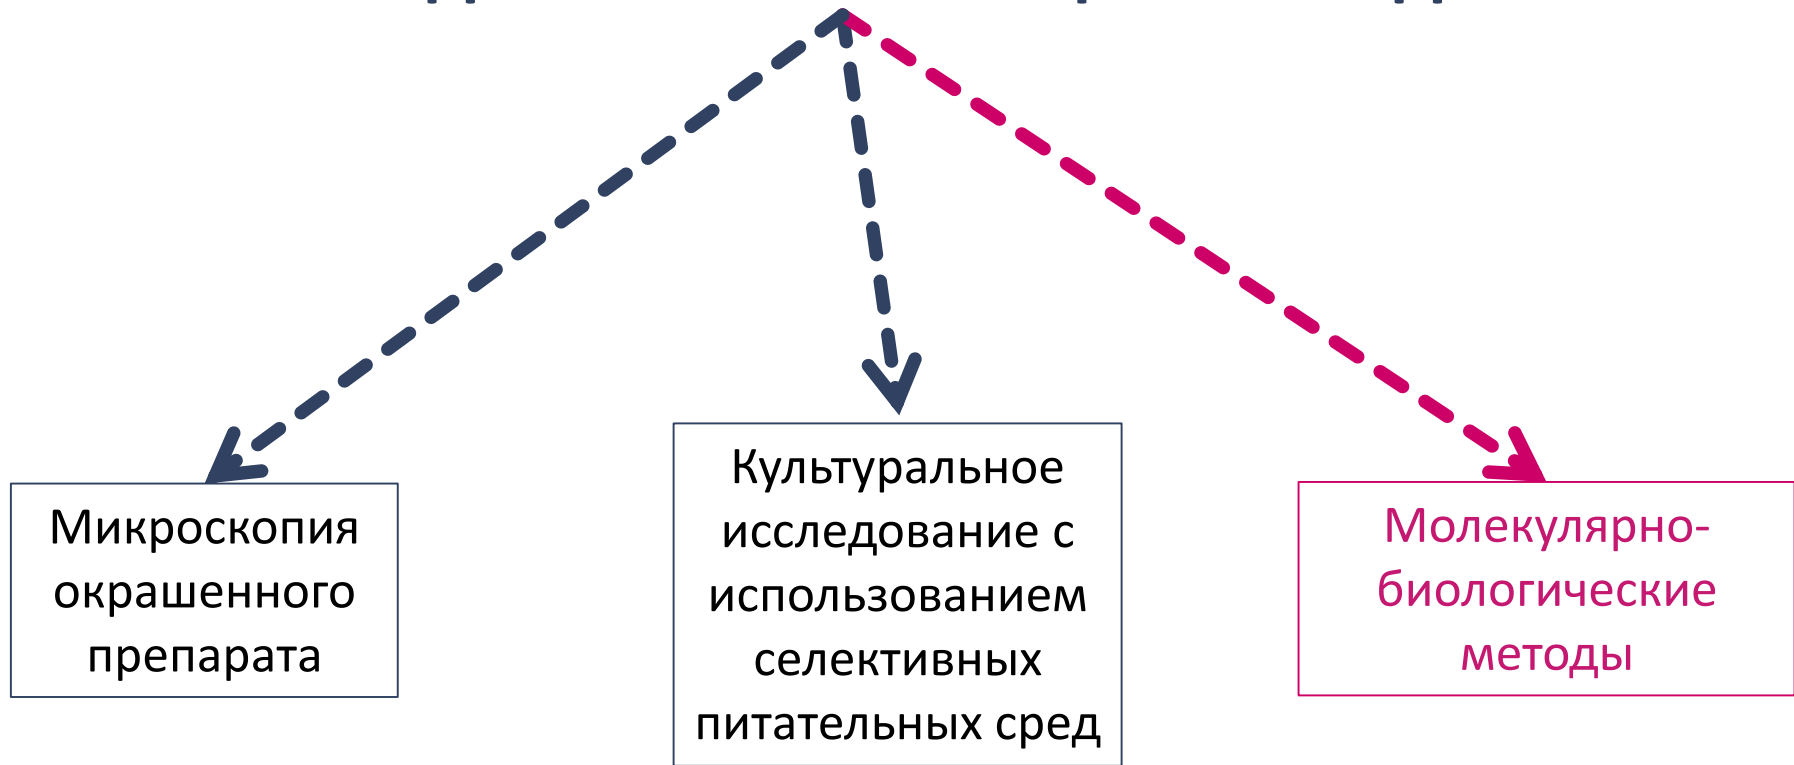 Микроскопия
окрашенного
препарата
Культуральное
исследование с
использованием
селективных
питательных сред
Молекулярно-
биологические
методы